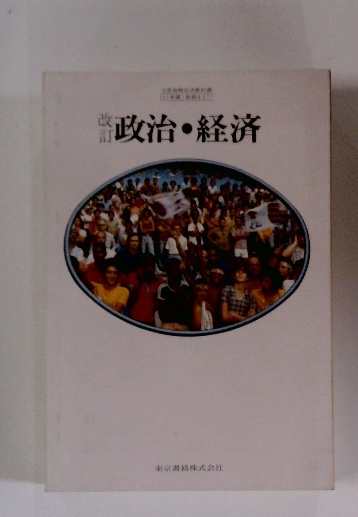 改訂 政治・経済
東京書籍株式会社